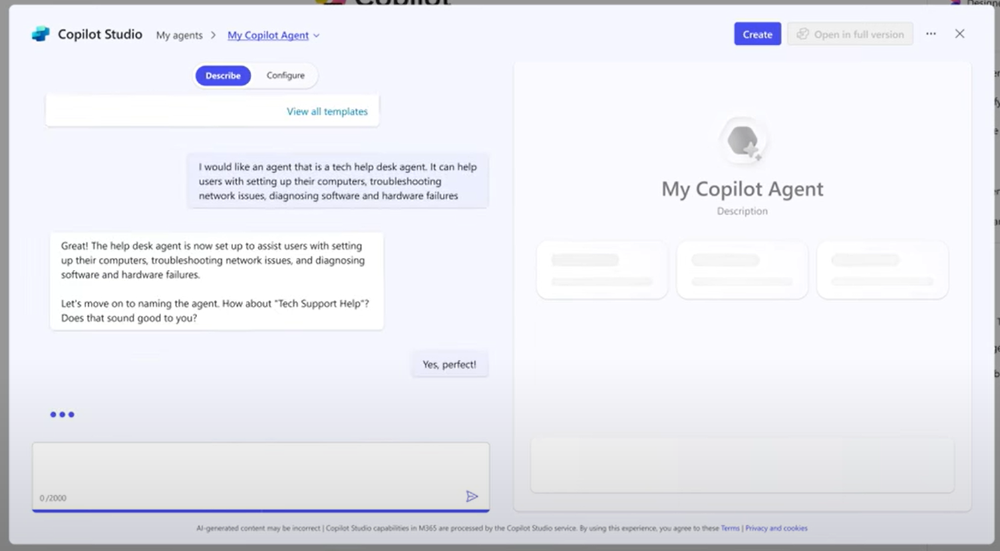 Copilot
Copilot Studio My agents > My Copilot Agent
Create Open in full version ...
Describe Configure
View all templates
I would like an agent that is a tech help desk agent. It can help
users with setting up their computers, troubleshooting
network issues, diagnosing software and hardware failures
Great! The help desk agent is now set up to assist users with setting
up their computers, troubleshooting network issues, and diagnosing
software and hardware failures.
Let's move on to naming the agent. How about "Tech Support Help"?
Does that sound good to you?
Yes, perfect!
0 /2000
My Copilot Agent
Description
AI-generated content may be incorrect | Copilot Studio capabilities in M365 are processed by the Copilot Studio service. By using this experience, you agree to these Terms | Privacy and cookies